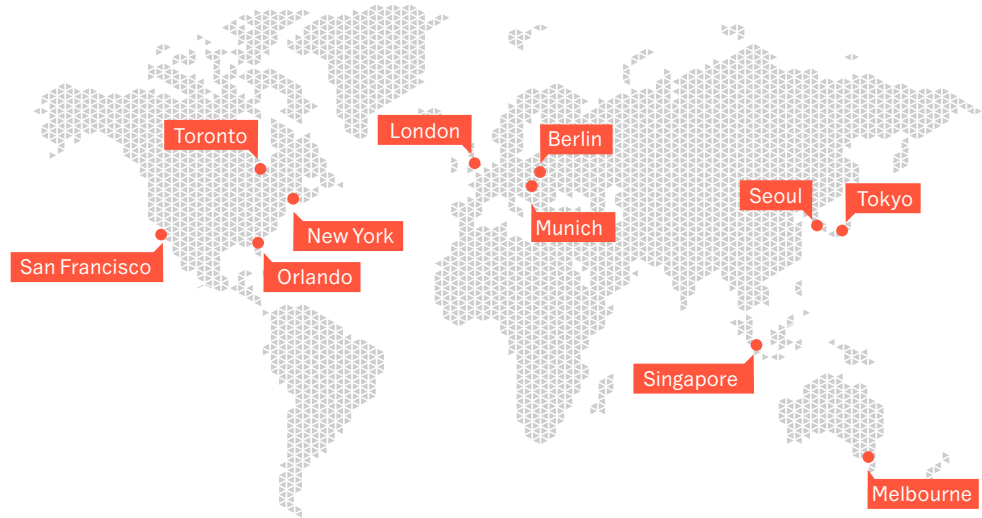 London
Toronto
Berlin
Seoul
Tokyo
Munich
New York
San Francisco
Orlando
Singapore
Melbourne